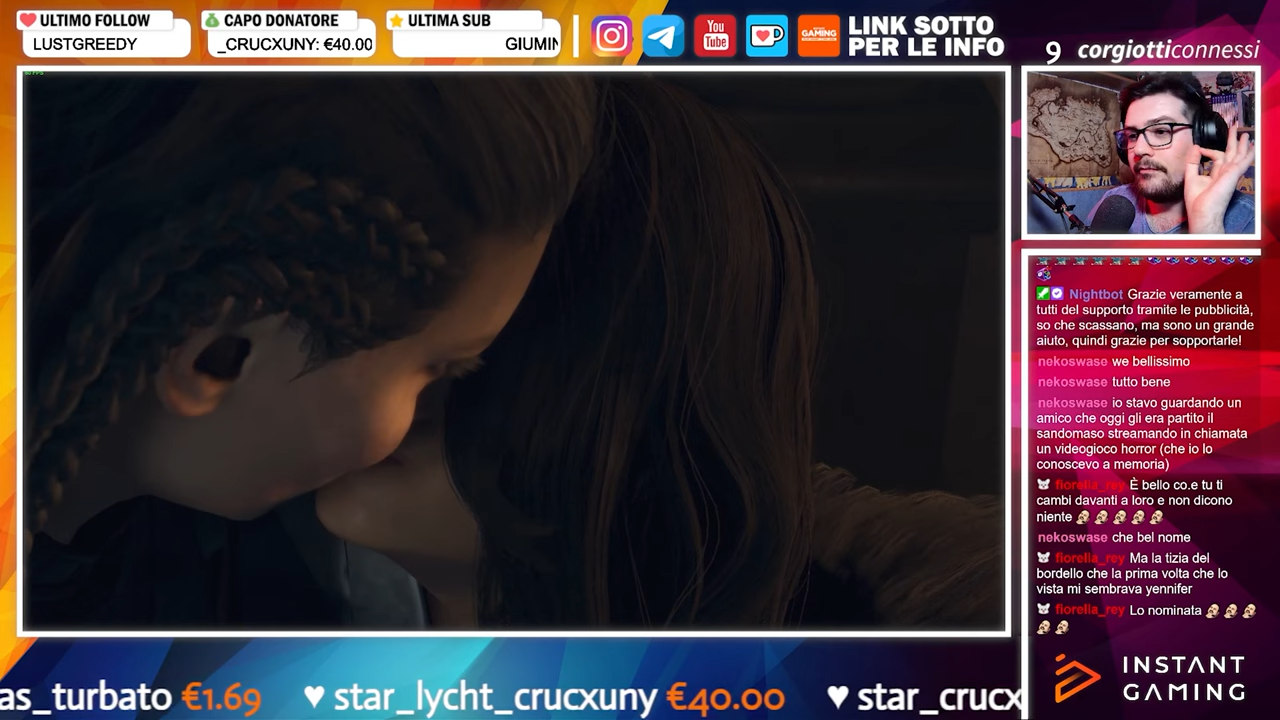 ULTIMO FOLLOW
LUSTGREEDY
CAPO DONATORE
_CRUCXUNY: €40.00
ULTIMA SUB
GIUMIN
You
Tube
INSTANT
GAMING
LINK SOTTO
PER LE INFO
9 corgiotticonnessi
Nightbot Grazie veramente a
tutti del supporto tramite le pubblicità,
so che scassano, ma sono un grande
aiuto, quindi grazie per sopportarle!
nekoswase we bellissimo
nekoswase tutto bene
nekoswase io stavo guardando un
amico che oggi gli era partito il
sandomaso streamando in chiamata
un videogioco horror (che io lo
conoscevo a memoria)
fiorella_rey È bello co.e tu ti
cambi davanti a loro e non dicono
niente
nekoswase che bel nome
fiorella_rey Ma la tizia del
bordello che la prima volta che lo
vista mi sembrava yennifer
fiorella_rey Lo nominata
INSTANT
GAMING
as_turbato €1.69 ♥ star_lycht_crucxuny €40.00 ♥ star_crucx